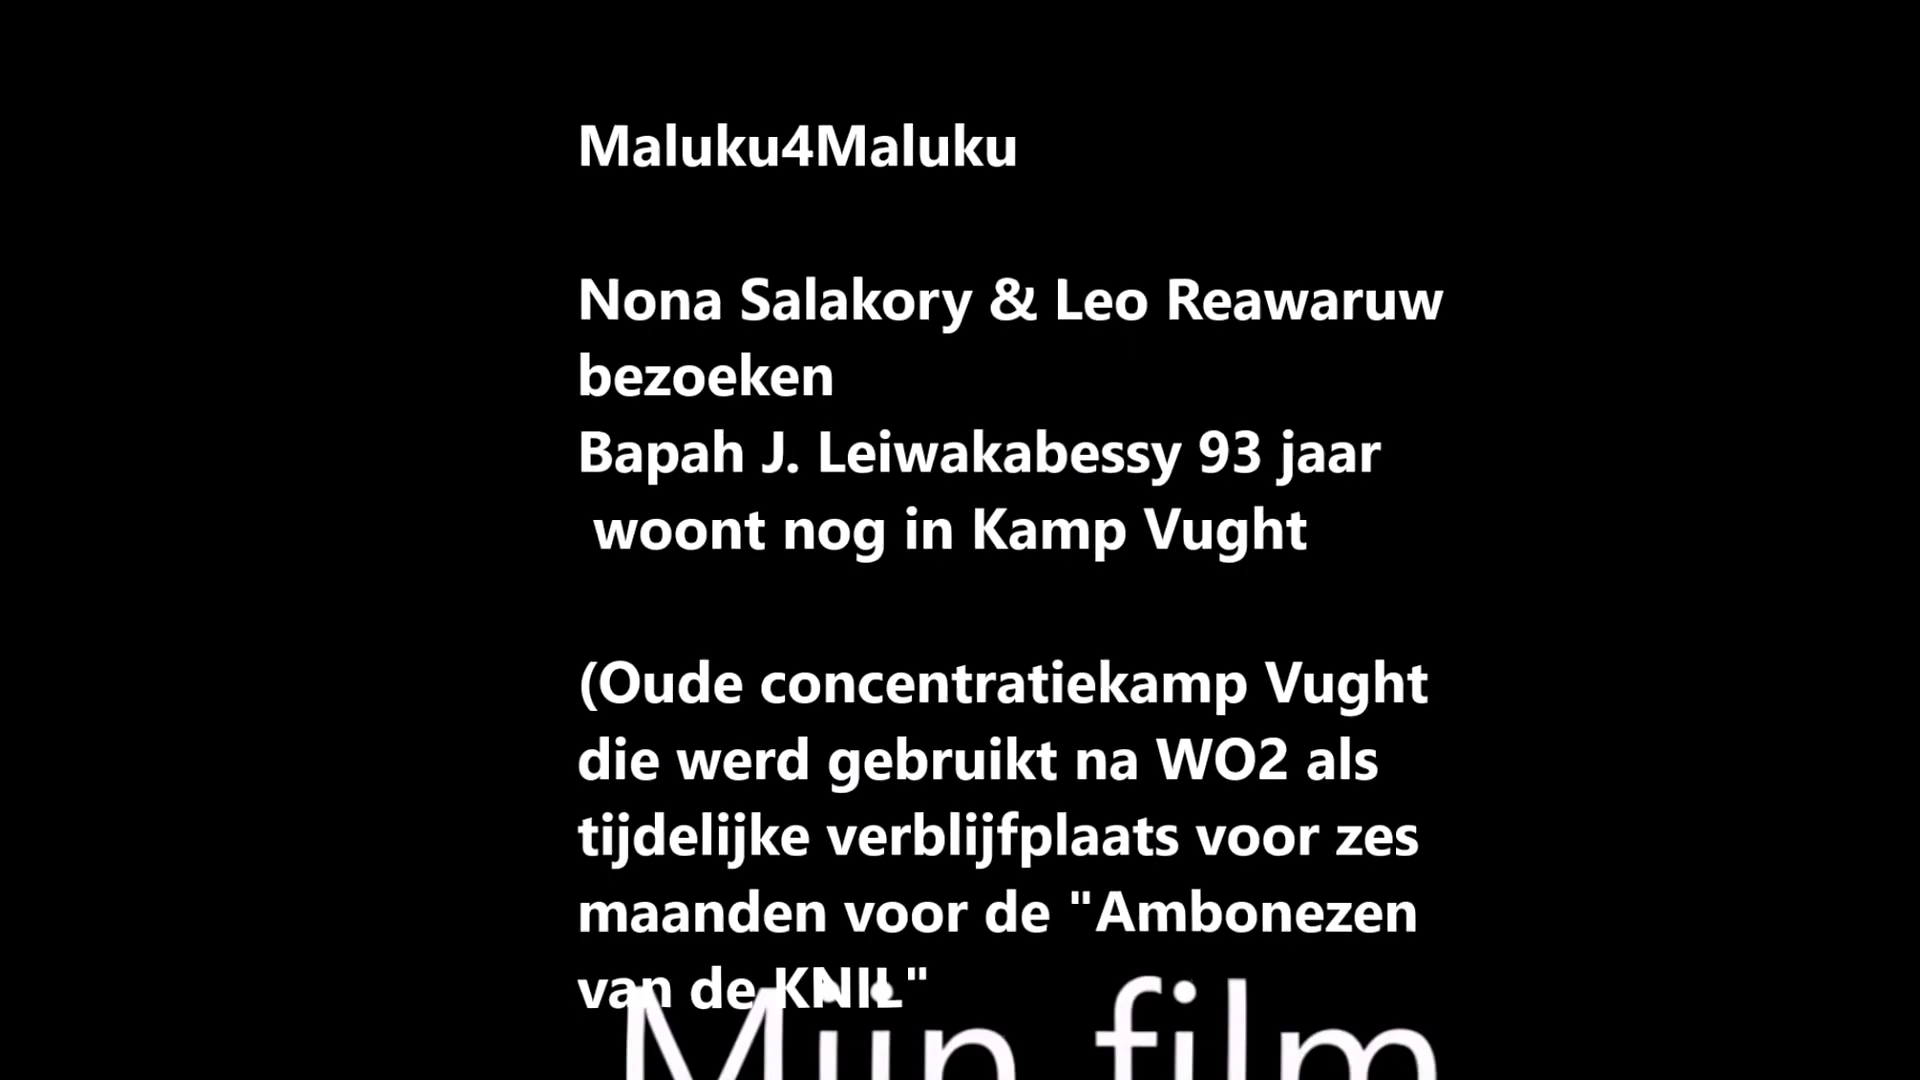 Maluku4Maluku
Nona Salakory & Leo Reawaruw
bezoeken
Bapah J. Leiwakabessy 93 jaar
woont nog in Kamp Vught
(Oude concentratiekamp Vught
die werd gebruikt na WO2 als
tijdelijke verblijfplaats voor zes
maanden voor de "Ambonezen
van de KNIL"
Mijn film